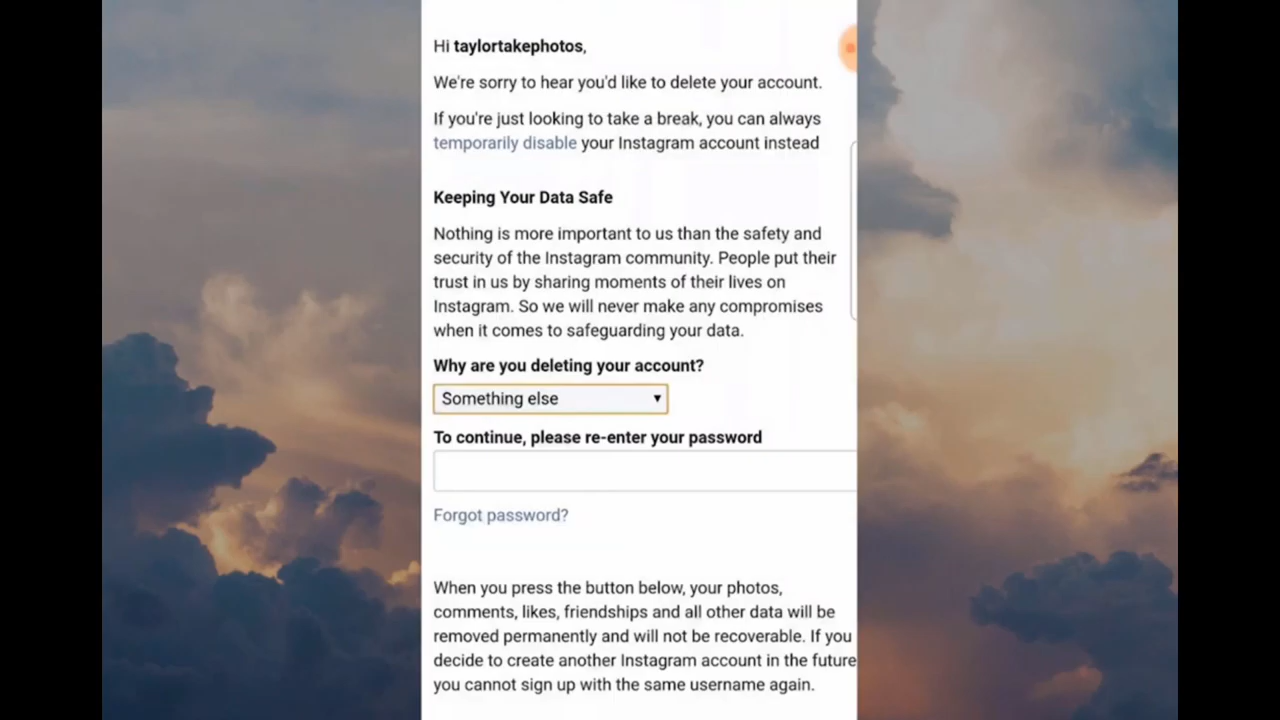 Hi taylortakephotos,
We're sorry to hear you'd like to delete your account.
If you're just looking to take a break, you can always
temporarily disable your Instagram account instead
Keeping Your Data Safe
Nothing is more important to us than the safety and
security of the Instagram community. People put their
trust in us by sharing moments of their lives on
Instagram. So we will never make any compromises
when it comes to safeguarding your data.
Why are you deleting your account?
Something else
To continue, please re-enter your password
Forgot password?
When you press the button below, your photos,
comments, likes, friendships and all other data will be
removed permanently and will not be recoverable. If you
decide to create another Instagram account in the future
you cannot sign up with the same username again.